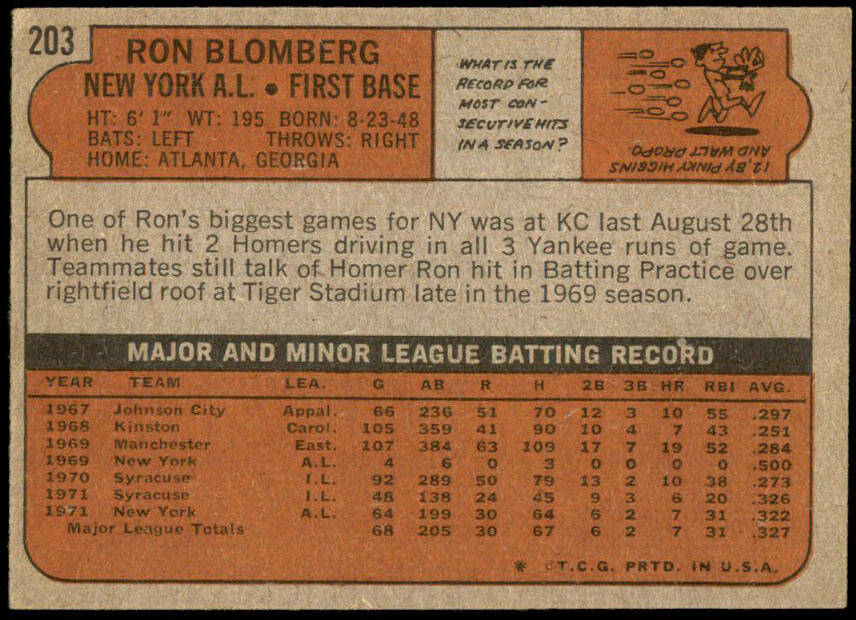 203
RON BLOMBERG
NEW YORK A.L. • FIRST BASE
HT: 6' 1" WT: 195 BORN: 8-23-48
BATS: LEFT THROWS: RIGHT
HOME: ATLANTA, GEORGIA
WHAT IS THE
RECORD FOR
MOST CON-
SECUTIVE HITS
IN A SEASON?
12, BY PINKY HIGGINS
AND WALT DROPO.
One of Ron's biggest games for NY was at KC last August 28th
when he hit 2 Homers driving in all 3 Yankee runs of game.
Teammates still talk of Homer Ron hit in Batting Practice over
rightfield roof at Tiger Stadium late in the 1969 season.
MAJOR AND MINOR LEAGUE BATTING RECORD
YEAR TEAM LEA. G AB R H 2B 3B HR RBI AVG.
1967 Johnson City Appal. 66 236 51 70 12 3 10 55 .297
1968 Kinston Carol. 105 359 41 90 10 4 7 43 .251
1969 Manchester East. 107 384 63 109 17 7 19 52 .284
1969 New York A.L. 4 6 0 3 0 0 0 0 .500
1970 Syracuse I.L. 92 289 50 79 13 2 10 38 .273
1971 Syracuse I.L. 48 138 24 45 9 3 6 20 .326
1971 New York A.L. 64 199 30 64 6 2 7 31 .322
Major League Totals 68 205 30 67 6 2 7 31 .327
* ©T.C.G. PRTD. IN U.S.A.